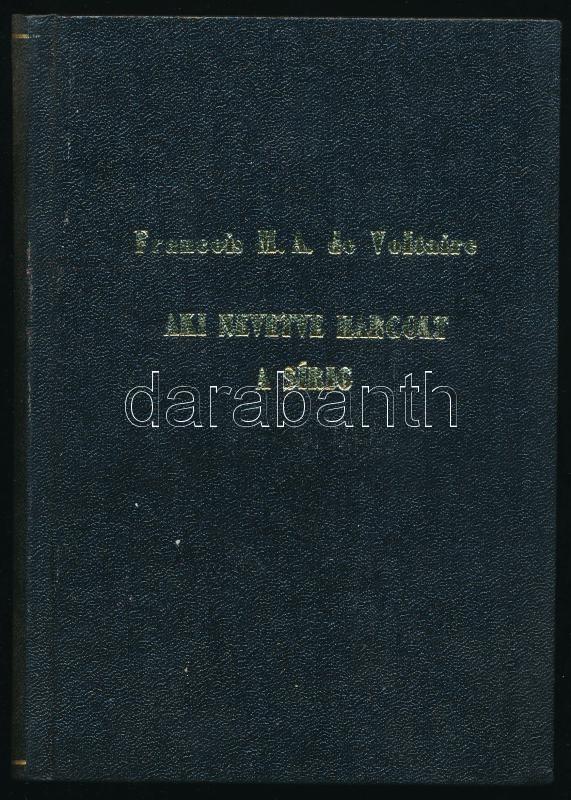 Francois M. A. de Voltaire
AKI NEVETVE HARCOLT
A SÍRIG
darabanth